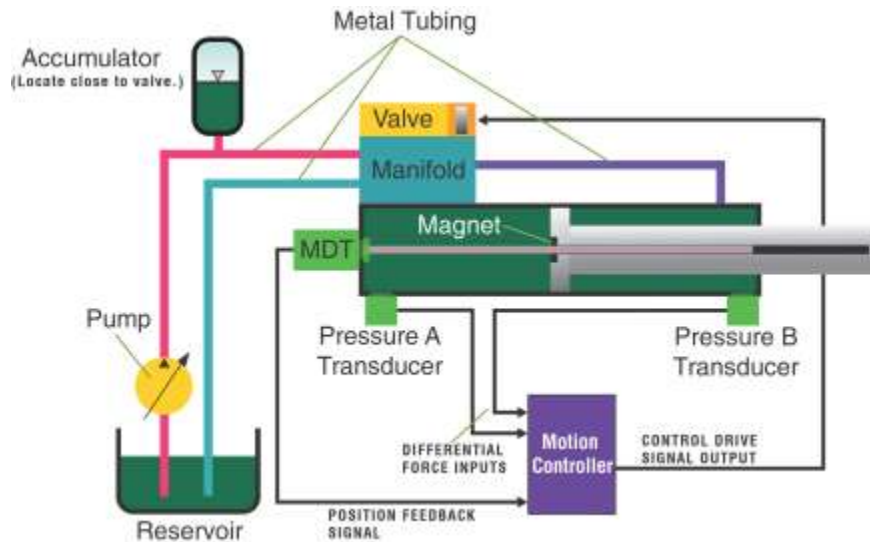 Metal Tubing
Accumulator
(Locate close to valve.)
Valve
Manifold
Magnet
MDT
Pump
Pressure A
Transducer
Pressure B
Transducer
DIFFERENTIAL
FORCE INPUTS
Motion
Controller
CONTROL DRIVE
SIGNAL OUTPUT
POSITION FEEDBACK
SIGNAL
Reservoir